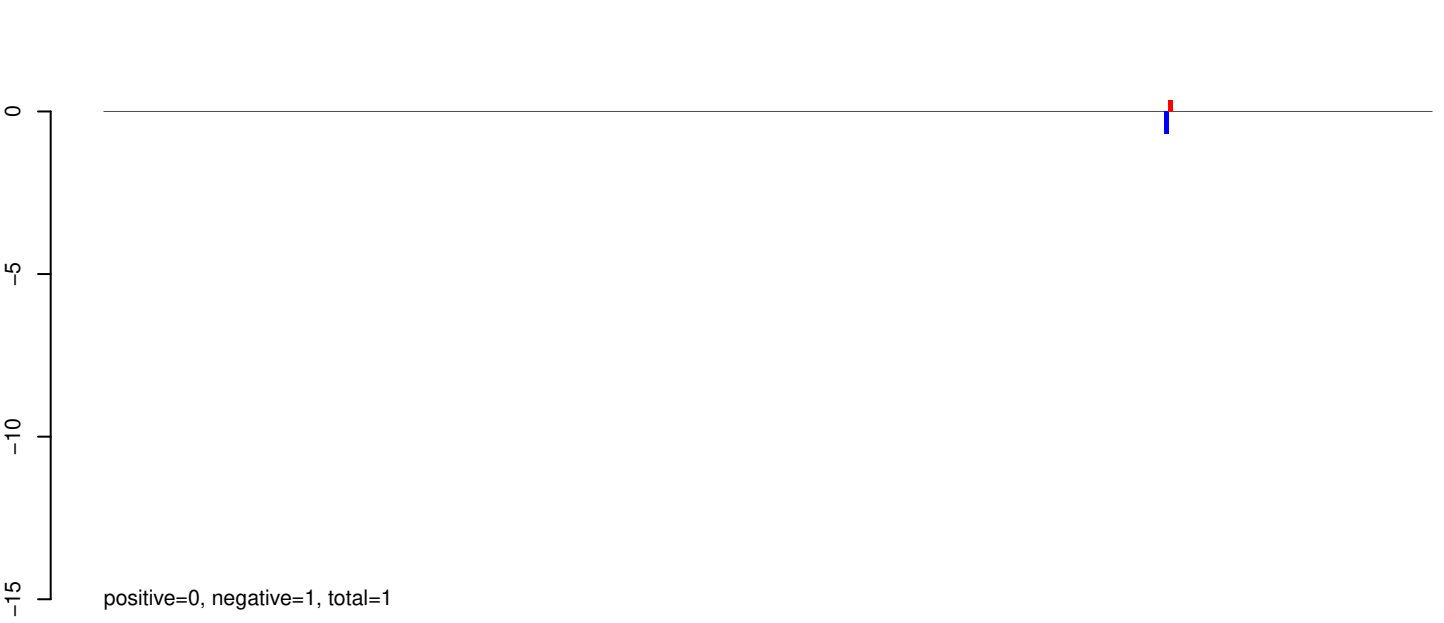 0
−5
−10
−15
positive=0, negative=1, total=1